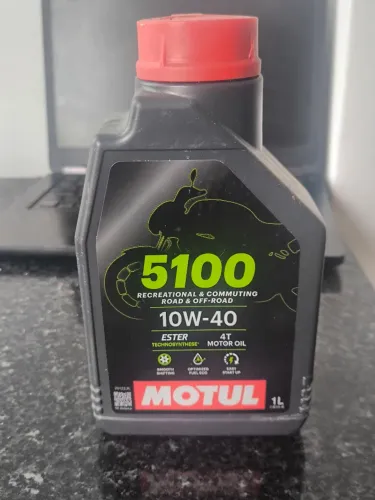 5100
RECREATIONAL & COMMUTING
ROAD & OFF-ROAD
10W-40
ESTER
TECHNOSYNTHESE®
4T
MOTOR OIL
SMOOTH
SHIFTING
OPTIMIZED
FUEL ECO
EASY
START UP
MOTUL
1L